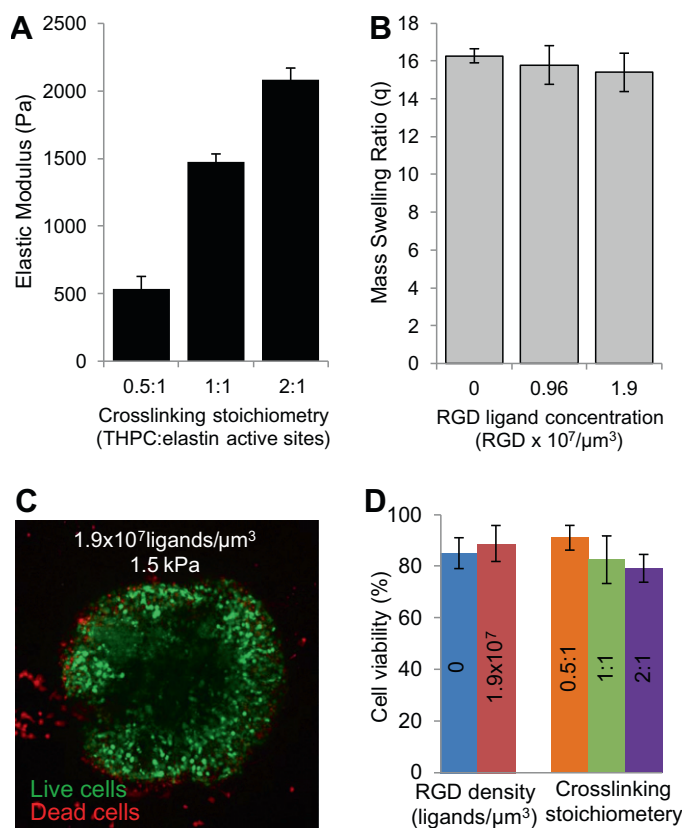 A
Elastic Modulus (Pa)
2500
2000
1500
1000
500
0
0.5:1 1:1 2:1
Crosslinking stoichiometry
(THPC:elastin active sites)
B
Mass Swelling Ratio (q)
18
16
14
12
10
8
6
4
2
0
0 0.96 1.9
RGD ligand concentration
(RGD x 10⁷/µm³)
C
1.9x10⁷ligands/µm³
1.5 kPa
Live cells
Dead cells
D
Cell viability (%)
100
80
60
40
20
0
0
1.9x10⁷
0.5:1
1:1
2:1
RGD density
(ligands/µm³)
Crosslinking
stoichiometery